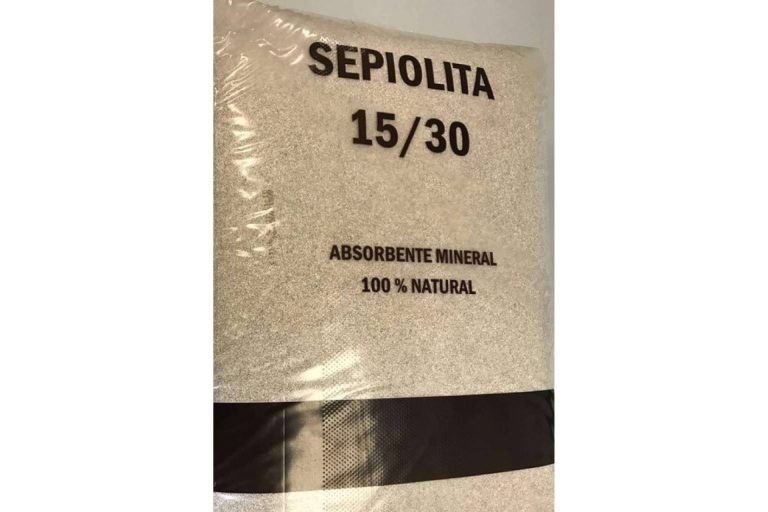 SEPIOLITA
15/30
ABSORBENTE MINERAL
100 % NATURAL